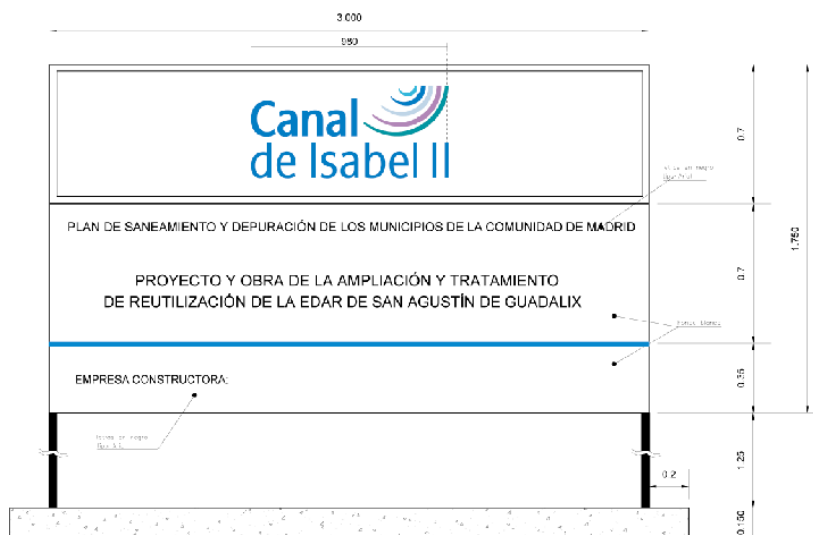 3.000
980
Canal
de Isabel II
0.7
PLAN DE SANEAMIENTO Y DEPURACIÓN DE LOS MUNICIPIOS DE LA COMUNIDAD DE MADRID
PROYECTO Y OBRA DE LA AMPLIACIÓN Y TRATAMIENTO
DE REUTILIZACIÓN DE LA EDAR DE SAN AGUSTÍN DE GUADALIX
0.7
1.750
EMPRESA CONSTRUCTORA:
0.35
1.25
0.2
0.150